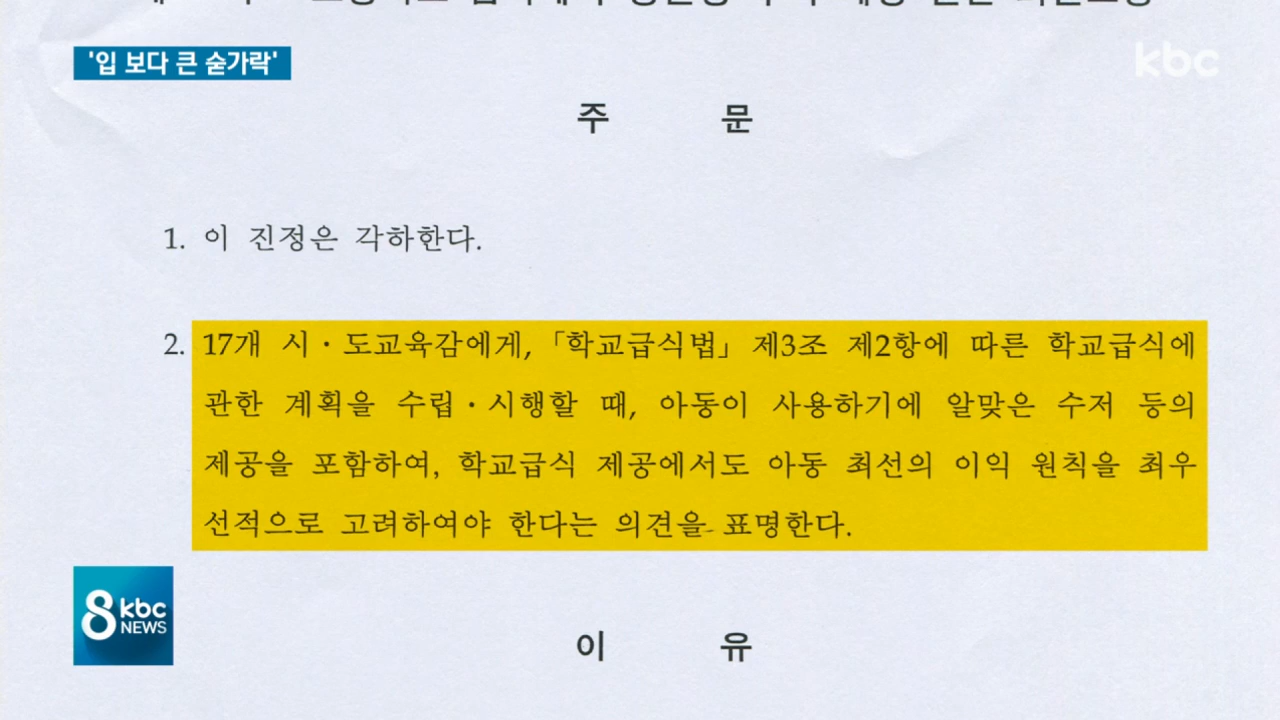 '입 보다 큰 숟가락'
kbc
주 문
1. 이 진정은 각하한다.
2. 17개 시·도교육감에게, 「학교급식법」 제3조 제2항에 따른 학교급식에
관한 계획을 수립·시행할 때, 아동이 사용하기에 알맞은 수저 등의
제공을 포함하여, 학교급식 제공에서도 아동 최선의 이익 원칙을 최우
선적으로 고려하여야 한다는 의견을 표명한다.
8 kbc
NEWS
이 유